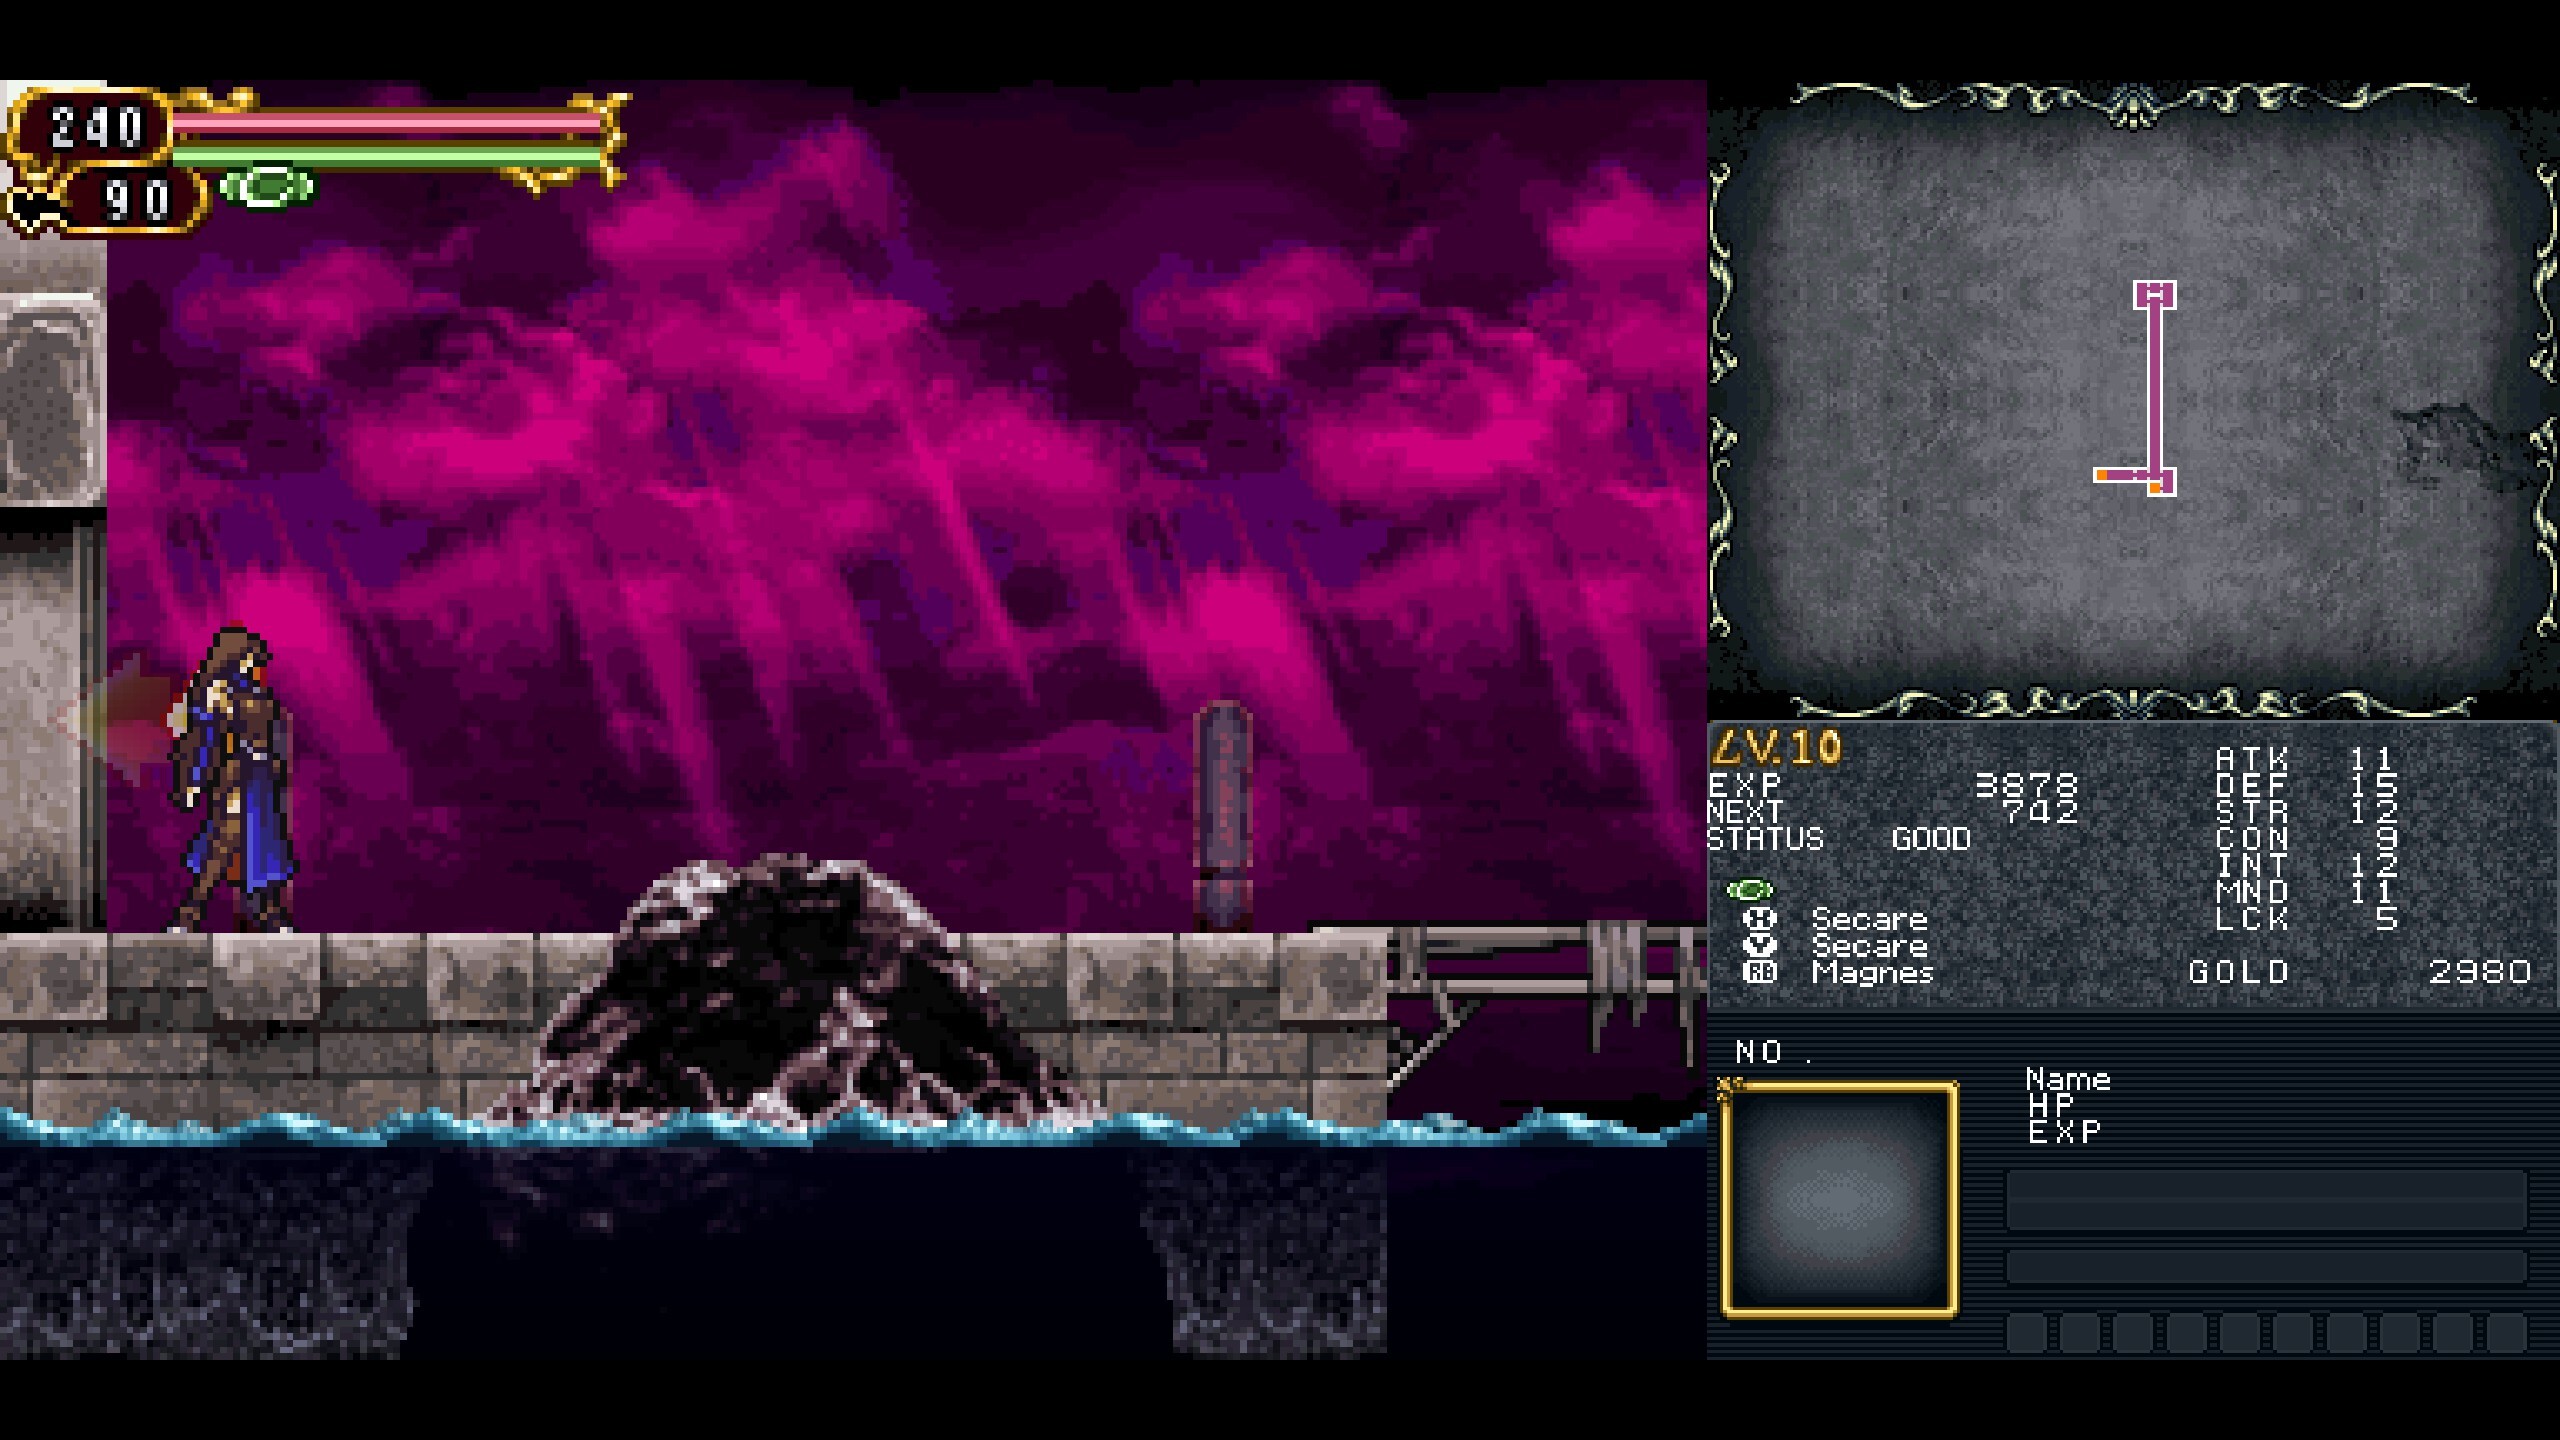 240
90
LV.10
EXP 3878
NEXT 742
STATUS GOOD
X Secare
Y Secare
RB Magnes
ATK 11
DEF 15
STR 12
CON 9
INT 12
MND 11
LCK 5
GOLD 2980
NO .
Name
HP
EXP